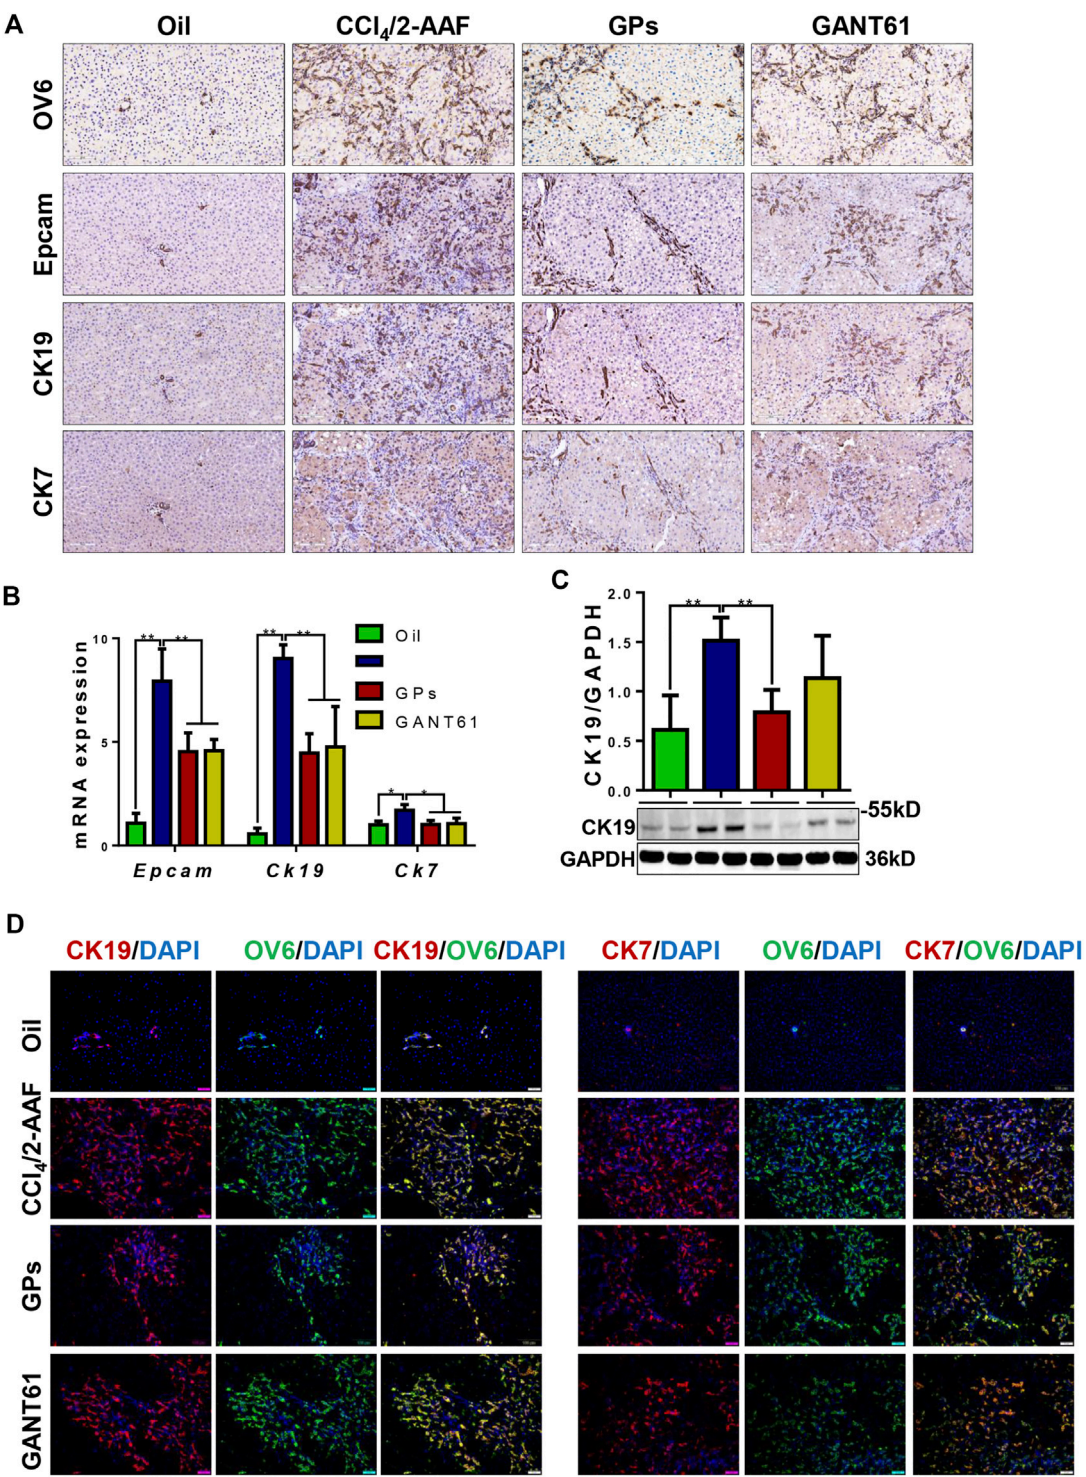 A
Oil CCl4/2-AAF GPs GANT61
OV6
Epcam
CK19
CK7
B
mRNA expression
10
5
0
** ** ** ** * *
Oil
GPs
GANT61
Epcam Ck19 Ck7
C
CK19/GAPDH
2.0
1.5
1.0
0.5
0.0
** **
-55kD
CK19
GAPDH 36kD
D
CK19/DAPI OV6/DAPI CK19/OV6/DAPI CK7/DAPI OV6/DAPI CK7/OV6/DAPI
Oil
CCl4/2-AAF
GPs
GANT61